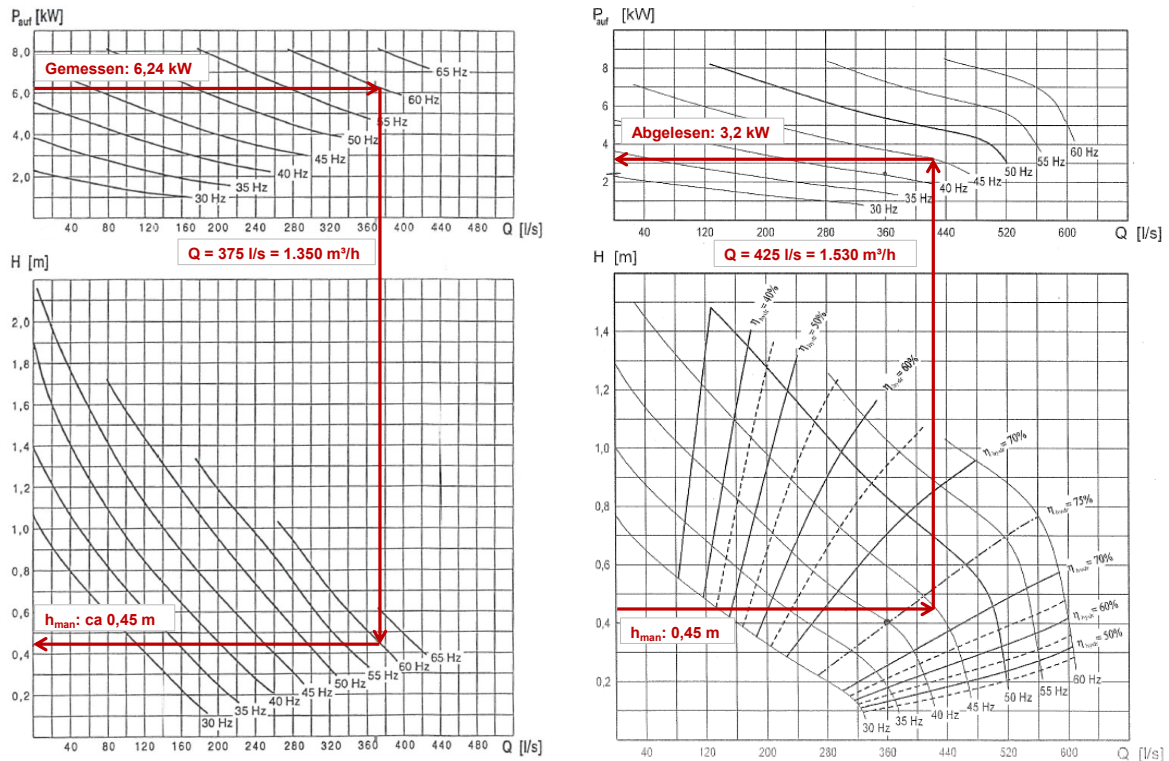 P_auf [kW]
8,0
Gemessen: 6,24 kW
6,0
4,0
2,0
65 Hz
60 Hz
55 Hz
50 Hz
45 Hz
40 Hz
35 Hz
30 Hz
40 80 120 160 200 240 280 320 360 400 440 480 Q [l/s]
Q = 375 l/s = 1.350 m³/h
H [m]
2,0
1,8
1,6
1,4
1,2
1,0
0,8
0,6
h_man: ca 0,45 m
0,4
0,2
65 Hz
60 Hz
55 Hz
50 Hz
45 Hz
40 Hz
35 Hz
30 Hz
40 80 120 160 200 240 280 320 360 400 440 480 Q [l/s]
P_auf [kW]
8
6
Abgelesen: 3,2 kW
4
2
60 Hz
55 Hz
50 Hz
45 Hz
40 Hz
35 Hz
30 Hz
40 120 200 280 360 440 520 600 Q [l/s]
Q = 425 l/s = 1.530 m³/h
H [m]
η hydr = 40%
η hydr = 50%
η hydr = 60%
η hydr = 70%
η hydr = 75%
η hydr = 70%
η hydr = 60%
η hydr = 50%
1,4
1,2
1,0
0,8
0,6
h_man: 0,45 m
0,4
0,2
60 Hz
55 Hz
50 Hz
45 Hz
40 Hz
35 Hz
30 Hz
40 120 200 280 360 440 520 600 Q [l/s]